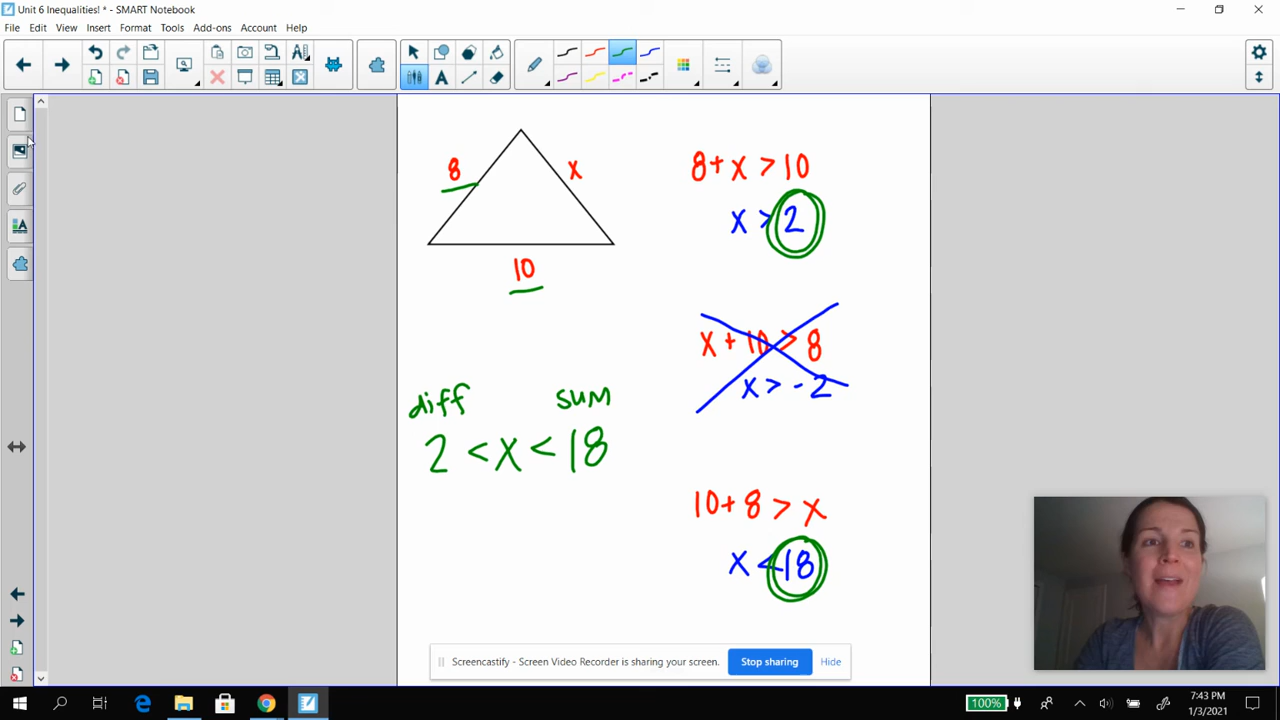 Unit 6 Inequalities! * - SMART Notebook
File Edit View Insert Format Tools Add-ons Account Help
8
x
10
8 + x > 10
x > 2
x + 10 > 8
x > -2
diff sum
2 < x < 18
10 + 8 > x
x < 18
Screencastify - Screen Video Recorder is sharing your screen.
Stop sharing
Hide
100%
7:43 PM
1/3/2021